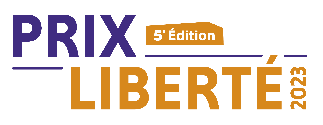 PRIX
5e Édition
LIBERTÉ
2023